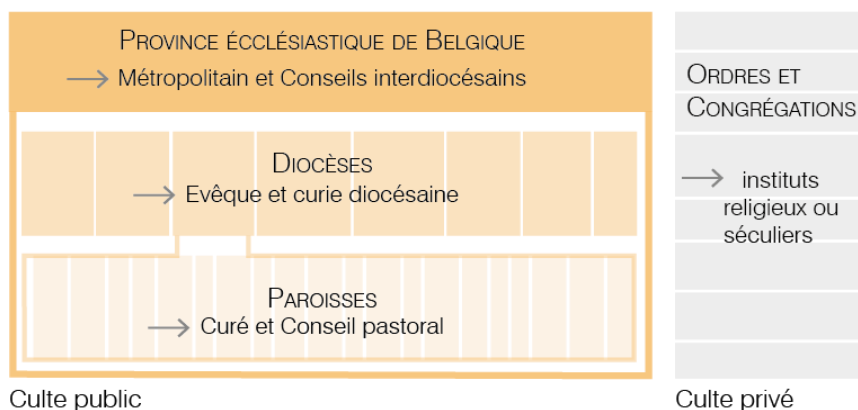 PROVINCE ÉCCLÉSIASTIQUE DE BELGIQUE
→ Métropolitain et Conseils interdiocésains
DIOCÈSES
→ Evêque et curie diocésaine
PAROISSES
→ Curé et Conseil pastoral
Culte public
ORDRES ET
CONGRÉGATIONS
→ instituts
religieux ou
séculiers
Culte privé